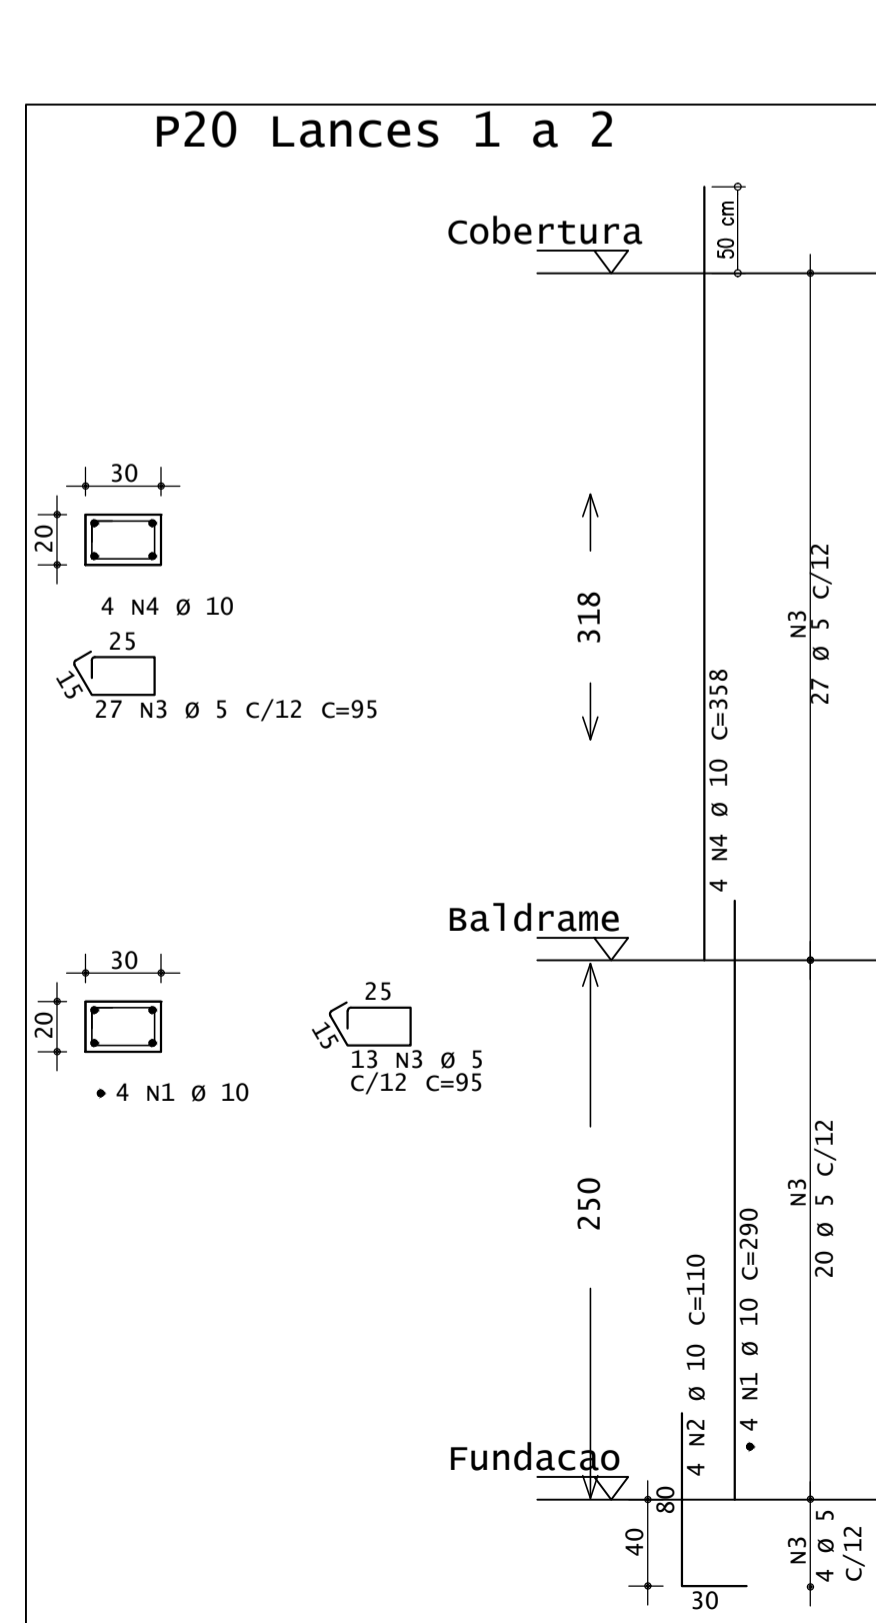 P20 Lances 1 a 2
Cobertura
50 cm
30
20
4 N4 Ø 10
25
15
27 N3 Ø 5 C/12 C=95
318
4 N4 Ø 10 C=358
N3
27 Ø 5 C/12
Baldrame
30
20
4 N1 Ø 10
25
15
13 N3 Ø 5
C/12 C=95
250
4 N2 Ø 10 C=110
4 N1 Ø 10 C=290
N3
20 Ø 5 C/12
Fundacao
80
40
30
N3
4 Ø 5
C/12